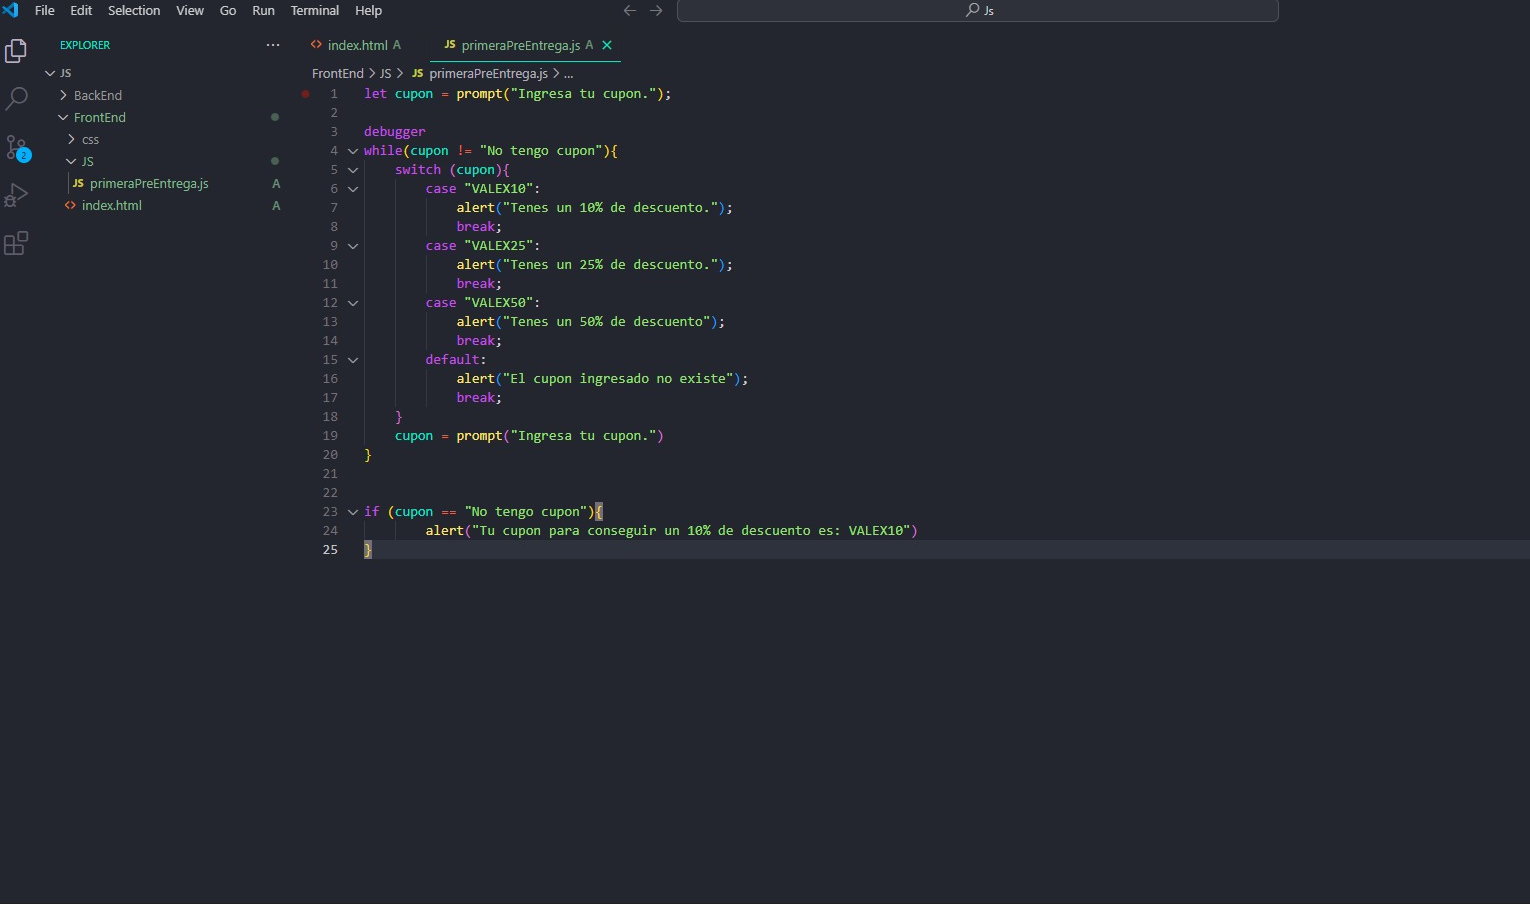 File Edit Selection View Go Run Terminal Help
Js
EXPLORER
index.html A
JS primeraPreEntrega.js A
JS
FrontEnd > JS > JS primeraPreEntrega.js > ...
BackEnd
FrontEnd
css
JS
JS primeraPreEntrega.js A
index.html A
2
1 let cupon = prompt("Ingresa tu cupon.");
2
3 debugger
4 while(cupon != "No tengo cupon"){
5 switch (cupon){
6 case "VALEX10":
7 alert("Tenes un 10% de descuento.");
8 break;
9 case "VALEX25":
10 alert("Tenes un 25% de descuento.");
11 break;
12 case "VALEX50":
13 alert("Tenes un 50% de descuento");
14 break;
15 default:
16 alert("El cupon ingresado no existe");
17 break;
18 }
19 cupon = prompt("Ingresa tu cupon.")
20 }
21
22
23 if (cupon == "No tengo cupon"){
24 alert("Tu cupon para conseguir un 10% de descuento es: VALEX10")
25 }